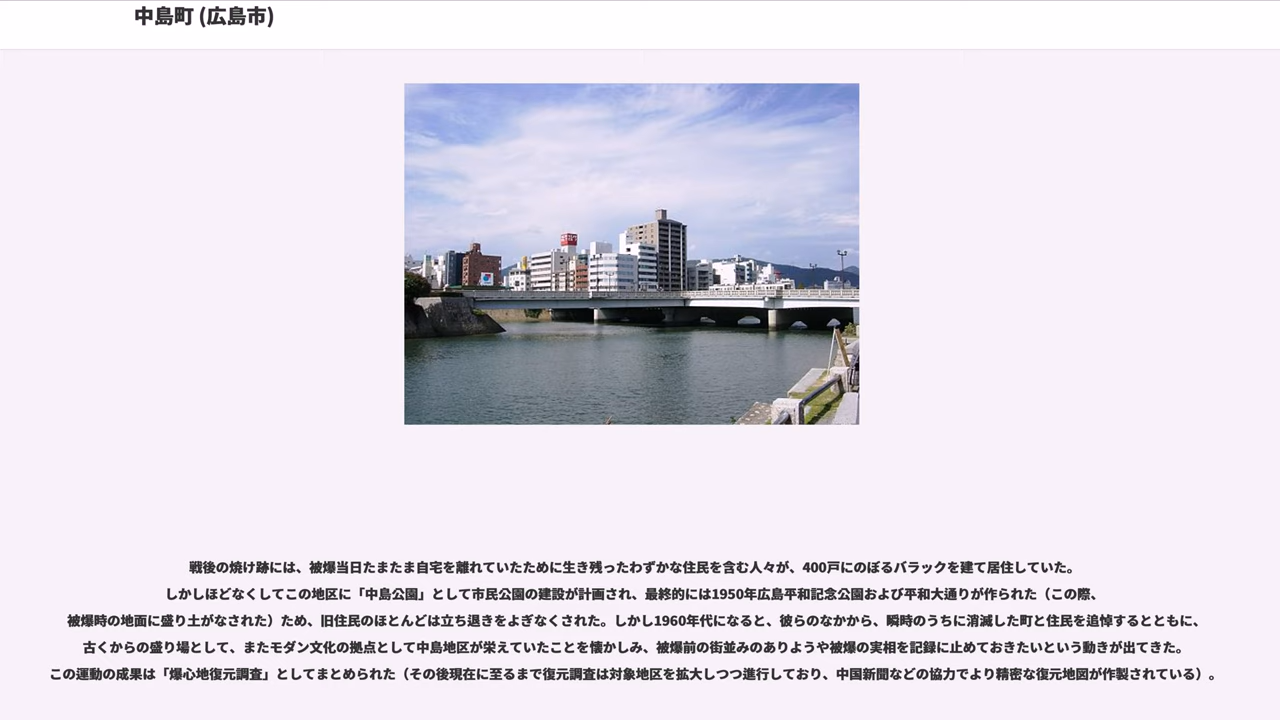 中島町 (広島市)
戦後の焼け跡には、被爆当日たまたま自宅を離れていたために生き残ったわずかな住民を含む人々が、400戸にのぼるバラックを建て居住していた。
しかしほどなくしてこの地区に「中島公園」として市民公園の建設が計画され、最終的には1950年広島平和記念公園および平和大通りが作られた（この際、
被爆時の地面に盛り土がなされた）ため、旧住民のほとんどは立ち退きをよぎなくされた。しかし1960年代になると、彼らのなかから、瞬時のうちに消滅した町と住民を追悼するとともに、
古くからの盛り場として、またモダン文化の拠点として中島地区が栄えていたことを懐かしみ、被爆前の街並みのありようや被爆の実相を記録に止めておきたいという動きが出てきた。
この運動の成果は「爆心地復元調査」としてまとめられた（その後現在に至るまで復元調査は対象地区を拡大しつつ進行しており、中国新聞などの協力でより精密な復元地図が作製されている）。